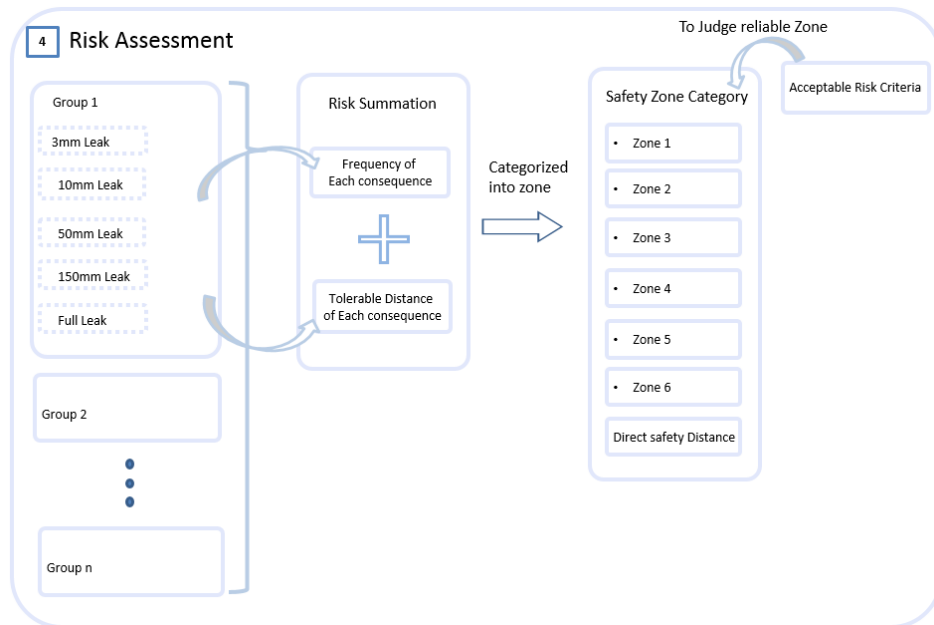 4 Risk Assessment
To Judge reliable Zone
Acceptable Risk Criteria
Group 1
3mm Leak
10mm Leak
50mm Leak
150mm Leak
Full Leak
Group 2
Group n
Risk Summation
Frequency of
Each consequence
Tolerable Distance
of Each consequence
Categorized
into zone
Safety Zone Category
• Zone 1
• Zone 2
• Zone 3
• Zone 4
• Zone 5
• Zone 6
Direct safety Distance